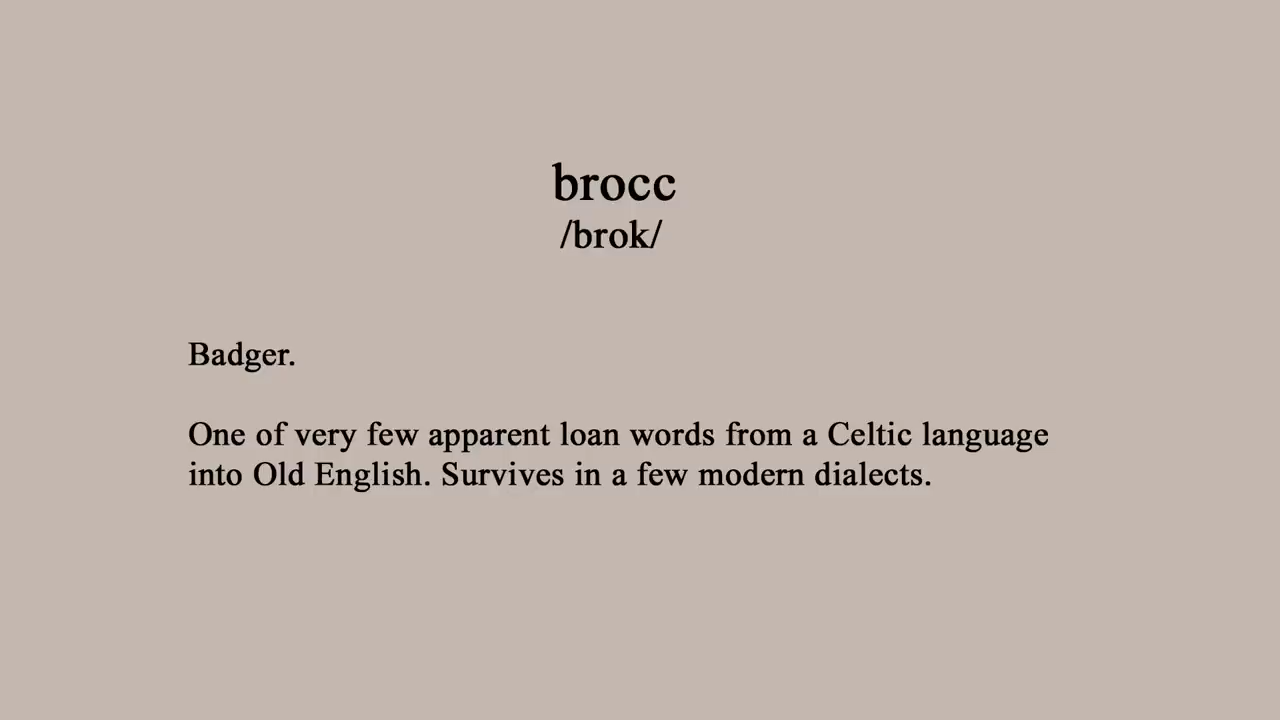 brocc
/brok/
Badger.
One of very few apparent loan words from a Celtic language
into Old English. Survives in a few modern dialects.